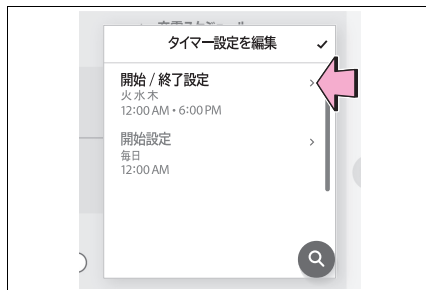 タイマー設定を編集
開始 / 終了設定
火 水 木
12:00 AM • 6:00 PM
開始設定
毎日
12:00 AM